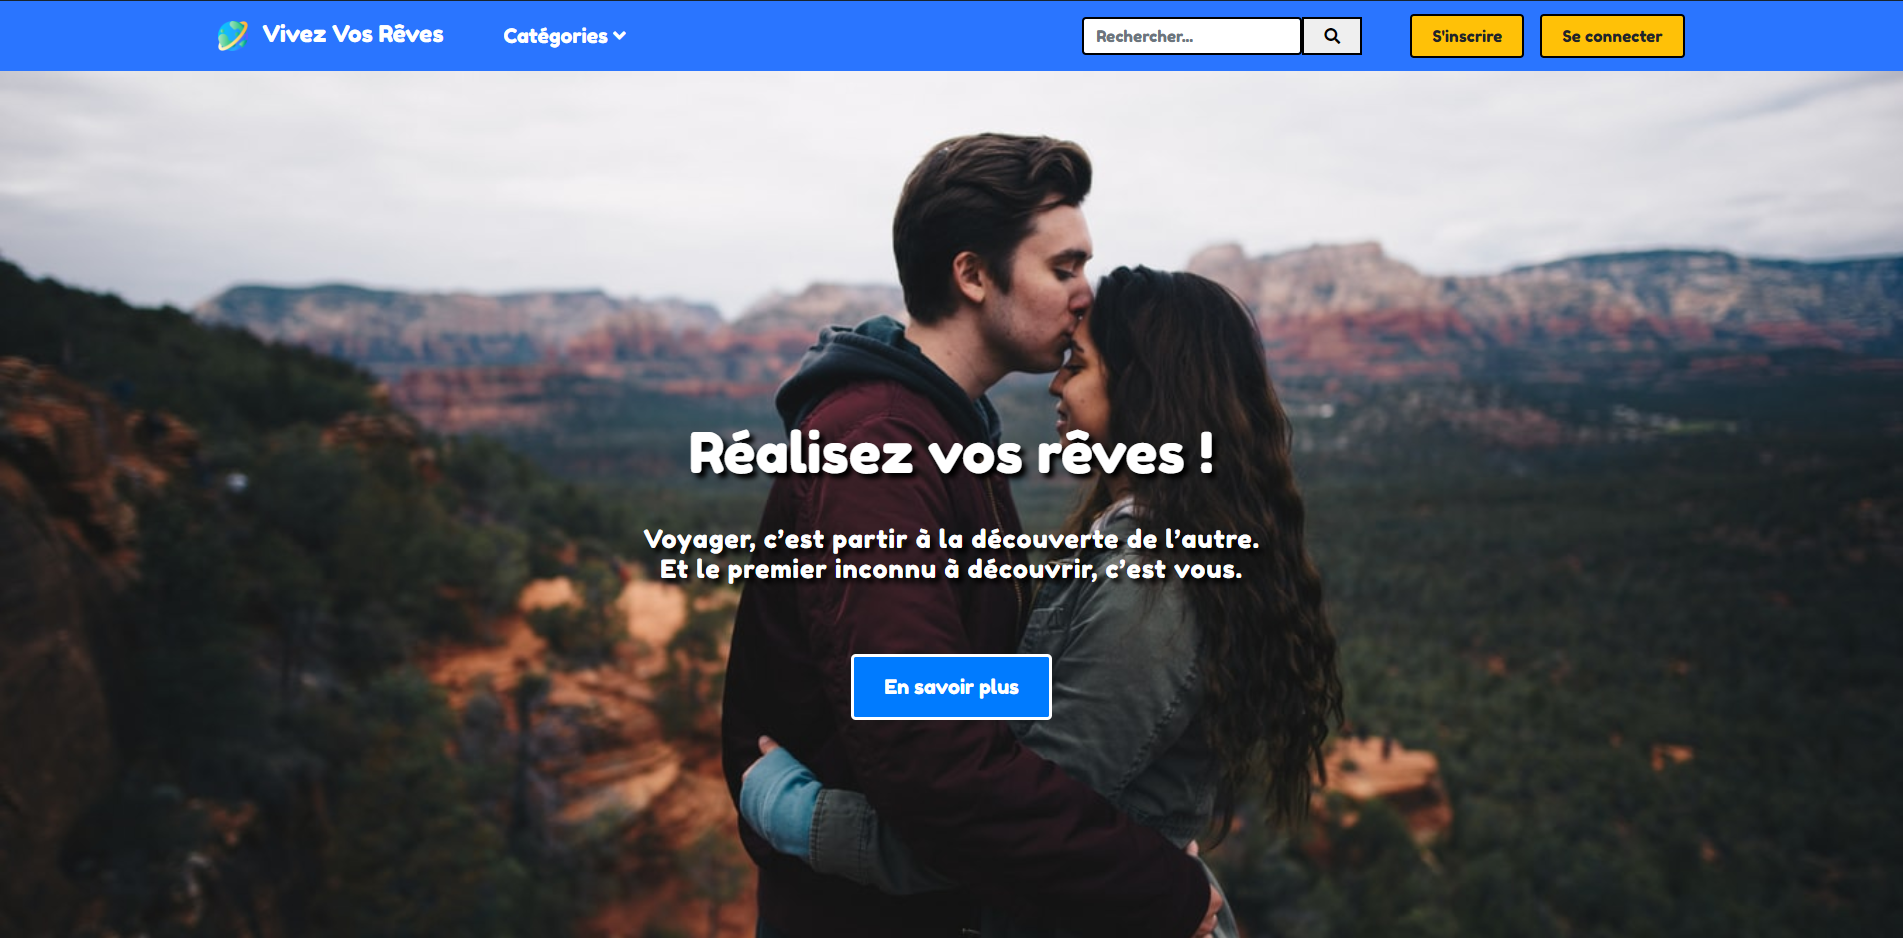 Vivez Vos Rêves
Catégories
Rechercher...
S'inscrire
Se connecter
Réalisez vos rêves !
Voyager, c’est partir à la découverte de l’autre.
Et le premier inconnu à découvrir, c’est vous.
En savoir plus